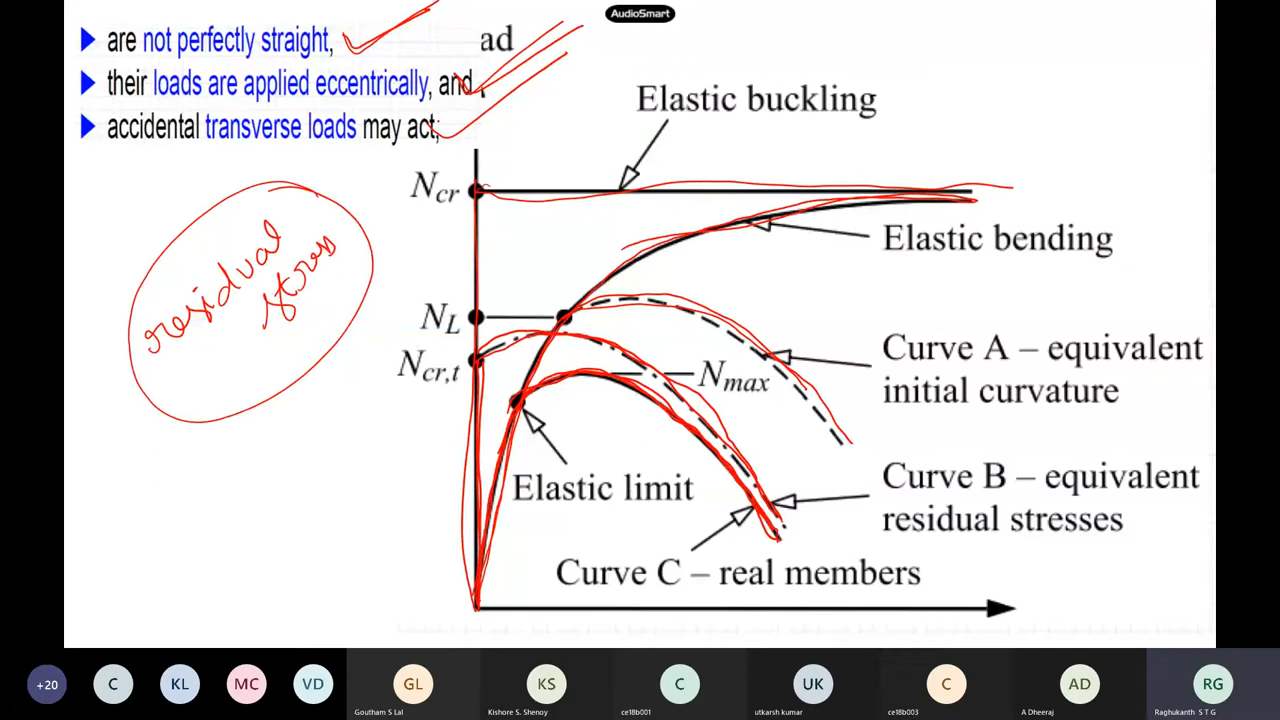 AudioSmart
are not perfectly straight,
ad
their loads are applied eccentrically, and
accidental transverse loads may act;
Elastic buckling
Ncr
Elastic bending
residual
stress
NL
Ncr,t
Nmax
Curve A – equivalent
initial curvature
Elastic limit
Curve B – equivalent
residual stresses
Curve C – real members
+20
C
KL
MC
VD
GL
KS
C
UK
C
AD
RG
Goutham S Lal
Kishore S. Shenoy
ce18b001
utkarsh kumar
ce18b003
A Dheeraj
Raghukanth S T G